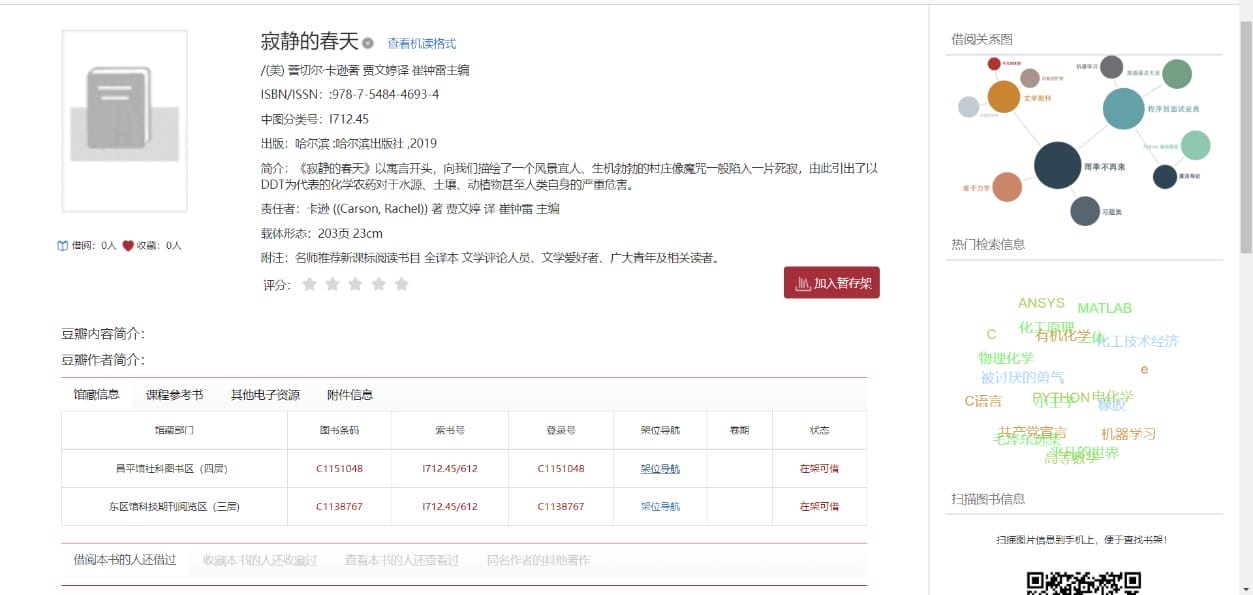 寂静的春天 查看机读格式
/(美) 蕾切尔·卡逊著 贾文婷译 崔钟雷主编
ISBN/ISSN: :978-7-5484-4693-4
中图分类号: I712.45
出版: 哈尔滨 :哈尔滨出版社 ,2019
简介: 《寂静的春天》以寓言开头，向我们描绘了一个风景宜人、生机勃勃的村庄像魔咒一般陷入一片死寂，由此引出了以
DDT为代表的化学农药对于水源、土壤、动植物甚至人类自身的严重危害。
责任者: 卡逊 ((Carson, Rachel)) 著 贾文婷 译 崔钟雷 主编
载体形态: 203页 23cm
附注: 名师推荐新课标阅读书目 全译本 文学评论人员、文学爱好者、广大青年及相关读者。
借阅: 0人 收藏: 0人
评分:
加入暂存架
豆瓣内容简介:
豆瓣作者简介:
馆藏信息 课程参考书 其他电子资源 附件信息
馆藏部门 图书条码 索书号 登录号 架位导航 卷期 状态
昌平馆社科图书区（四层） C1151048 I712.45/612 C1151048 架位导航 在架可借
东区馆科技期刊阅览区（三层） C1138767 I712.45/612 C1138767 架位导航 在架可借
借阅本书的人还借过 收藏本书的人还收藏过 查看本书的人还查看过 同名作者的其他著作
借阅关系图
机器学习
文学周刊
程序员面试金典
雨季不再来
量子力学
习题集
热门检索信息
ANSYS MATLAB
C 化工原理 有机化学 化工技术经济
物理化学
被讨厌的勇气 e
C语言 PYTHON 电化学
橡胶
共产党宣言 机器学习
毛泽东选集
平凡的世界
高等数学
扫描图书信息
扫描图片信息到手机上，便于查找书架!